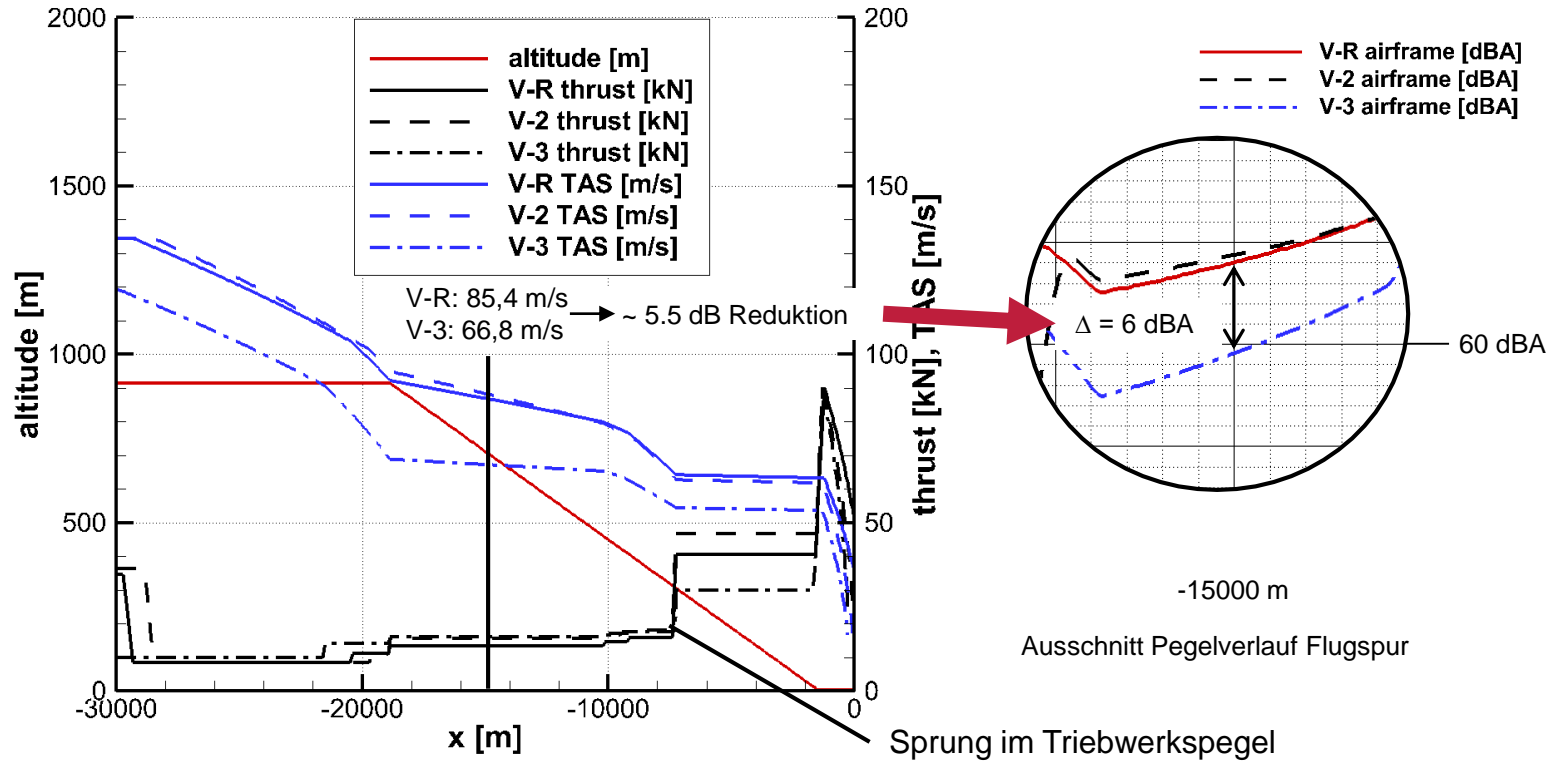 2000
1500
1000
500
0
altitude [m]
altitude [m]
V-R thrust [kN]
V-2 thrust [kN]
V-3 thrust [kN]
V-R TAS [m/s]
V-2 TAS [m/s]
V-3 TAS [m/s]
V-R: 85,4 m/s
V-3: 66,8 m/s
~ 5.5 dB Reduktion
200
150
100
50
0
thrust [kN], TAS [m/s]
-30000
-20000
-10000
0
x [m]
V-R airframe [dBA]
V-2 airframe [dBA]
V-3 airframe [dBA]
Δ = 6 dBA
60 dBA
-15000 m
Ausschnitt Pegelverlauf Flugspur
Sprung im Triebwerkspegel